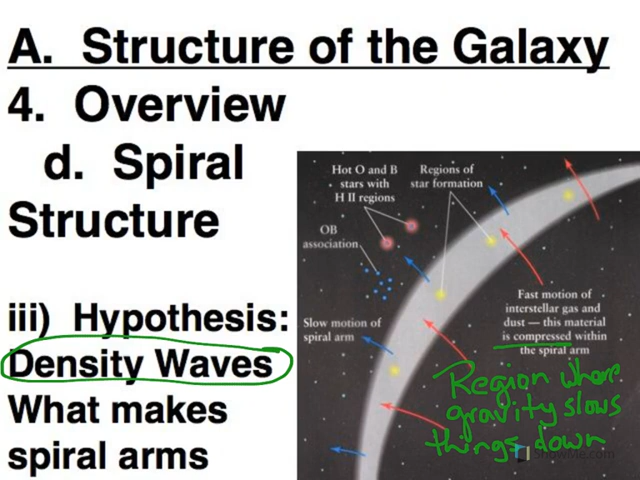 A. Structure of the Galaxy
4. Overview
d. Spiral
Structure
iii) Hypothesis:
Density Waves
What makes
spiral arms
Hot O and B
stars with
H II regions
Regions of
star formation
OB
association
Slow motion of
spiral arm
Fast motion of
interstellar gas and
dust — this material
is compressed within
the spiral arm
Region where
gravity slows
things down
ShowMe.com